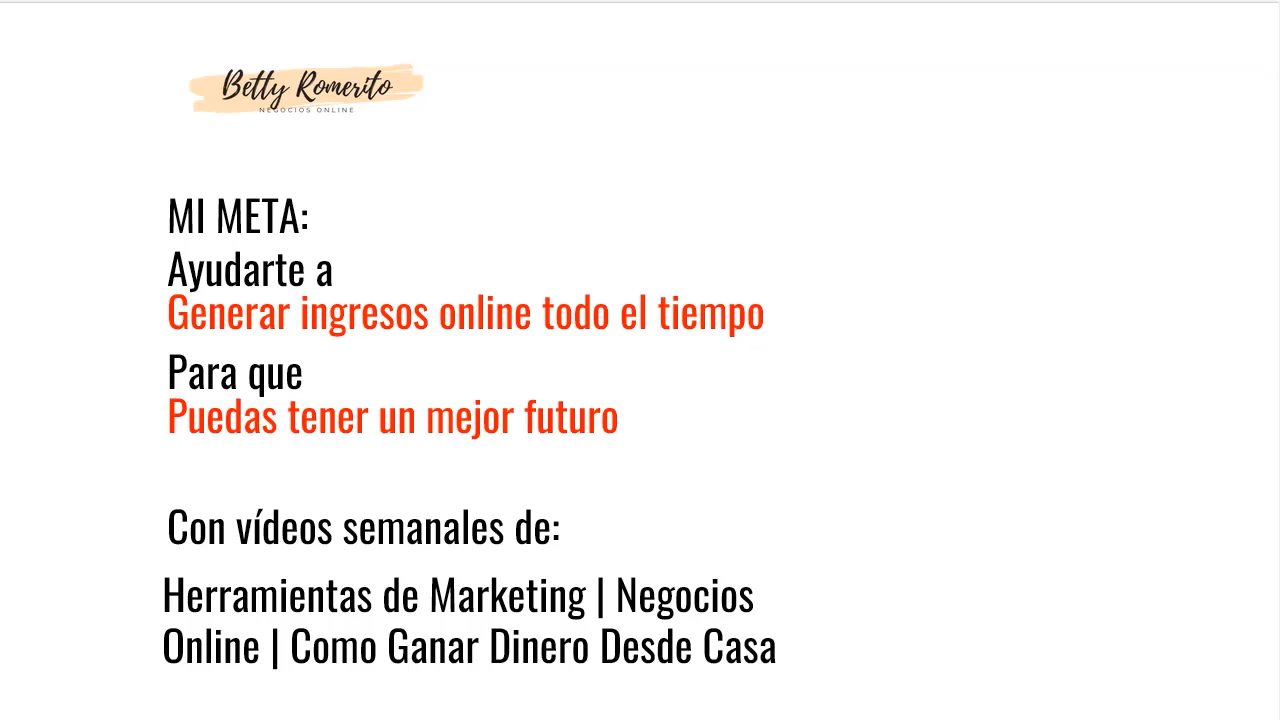 Betty Romerito
NEGOCIOS ONLINE
MI META:
Ayudarte a
Generar ingresos online todo el tiempo
Para que
Puedas tener un mejor futuro
Con vídeos semanales de:
Herramientas de Marketing | Negocios
Online | Como Ganar Dinero Desde Casa